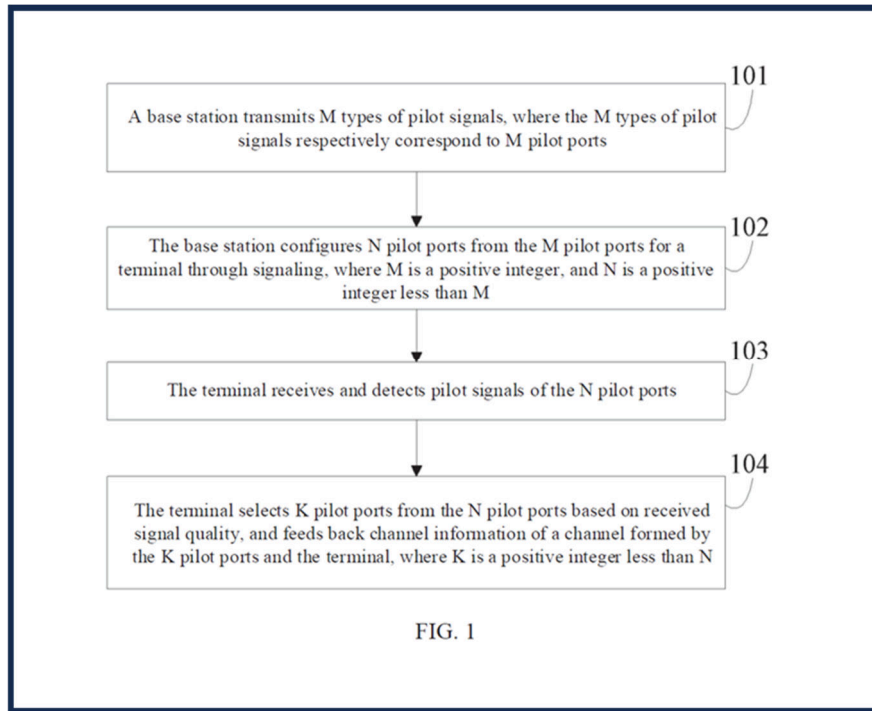 101
A base station transmits M types of pilot signals, where the M types of pilot
signals respectively correspond to M pilot ports
102
The base station configures N pilot ports from the M pilot ports for a
terminal through signaling, where M is a positive integer, and N is a positive
integer less than M
103
The terminal receives and detects pilot signals of the N pilot ports
104
The terminal selects K pilot ports from the N pilot ports based on received
signal quality, and feeds back channel information of a channel formed by
the K pilot ports and the terminal, where K is a positive integer less than N
FIG. 1